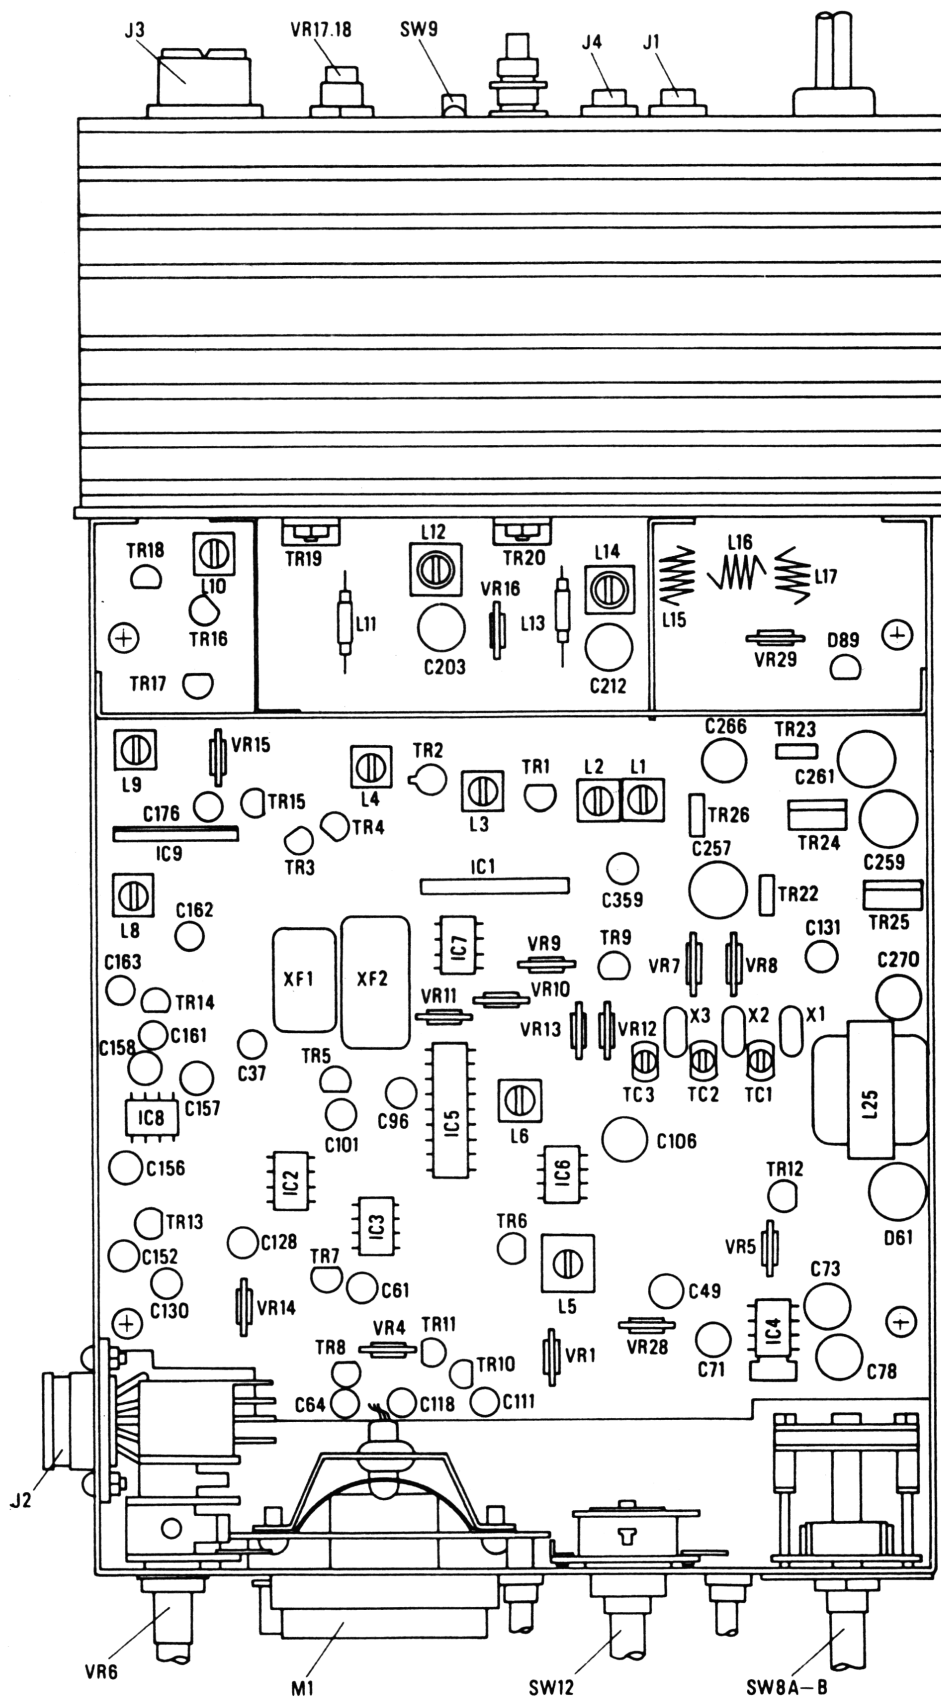 J3
VR17.18
SW9
J4
J1
TR18
L10
TR16
TR17
TR19
L12
TR20
L14
L11
VR16
L13
C203
C212
L16
L17
L15
VR29
D89
L9
VR15
C176
TR15
IC9
TR3
TR4
L4
TR2
L3
TR1
L2
L1
C266
TR23
C261
TR26
TR24
C257
C259
IC1
C359
TR22
TR25
L8
C162
C163
TR14
C161
C158
C157
IC8
C37
XF1
XF2
IC7
VR9
VR10
VR11
TR9
VR13
VR12
VR7
VR8
C131
C270
X3
X2
X1
TC3
TC2
TC1
L25
TR5
C101
C96
IC5
L6
C106
C156
IC2
IC3
IC6
TR12
D61
TR13
C152
C130
C128
VR14
TR7
C61
TR6
L5
C49
VR5
C73
IC4
C78
C71
VR28
VR1
TR8
VR4
TR11
TR10
C64
C118
C111
J2
VR6
M1
SW12
SW8A-B